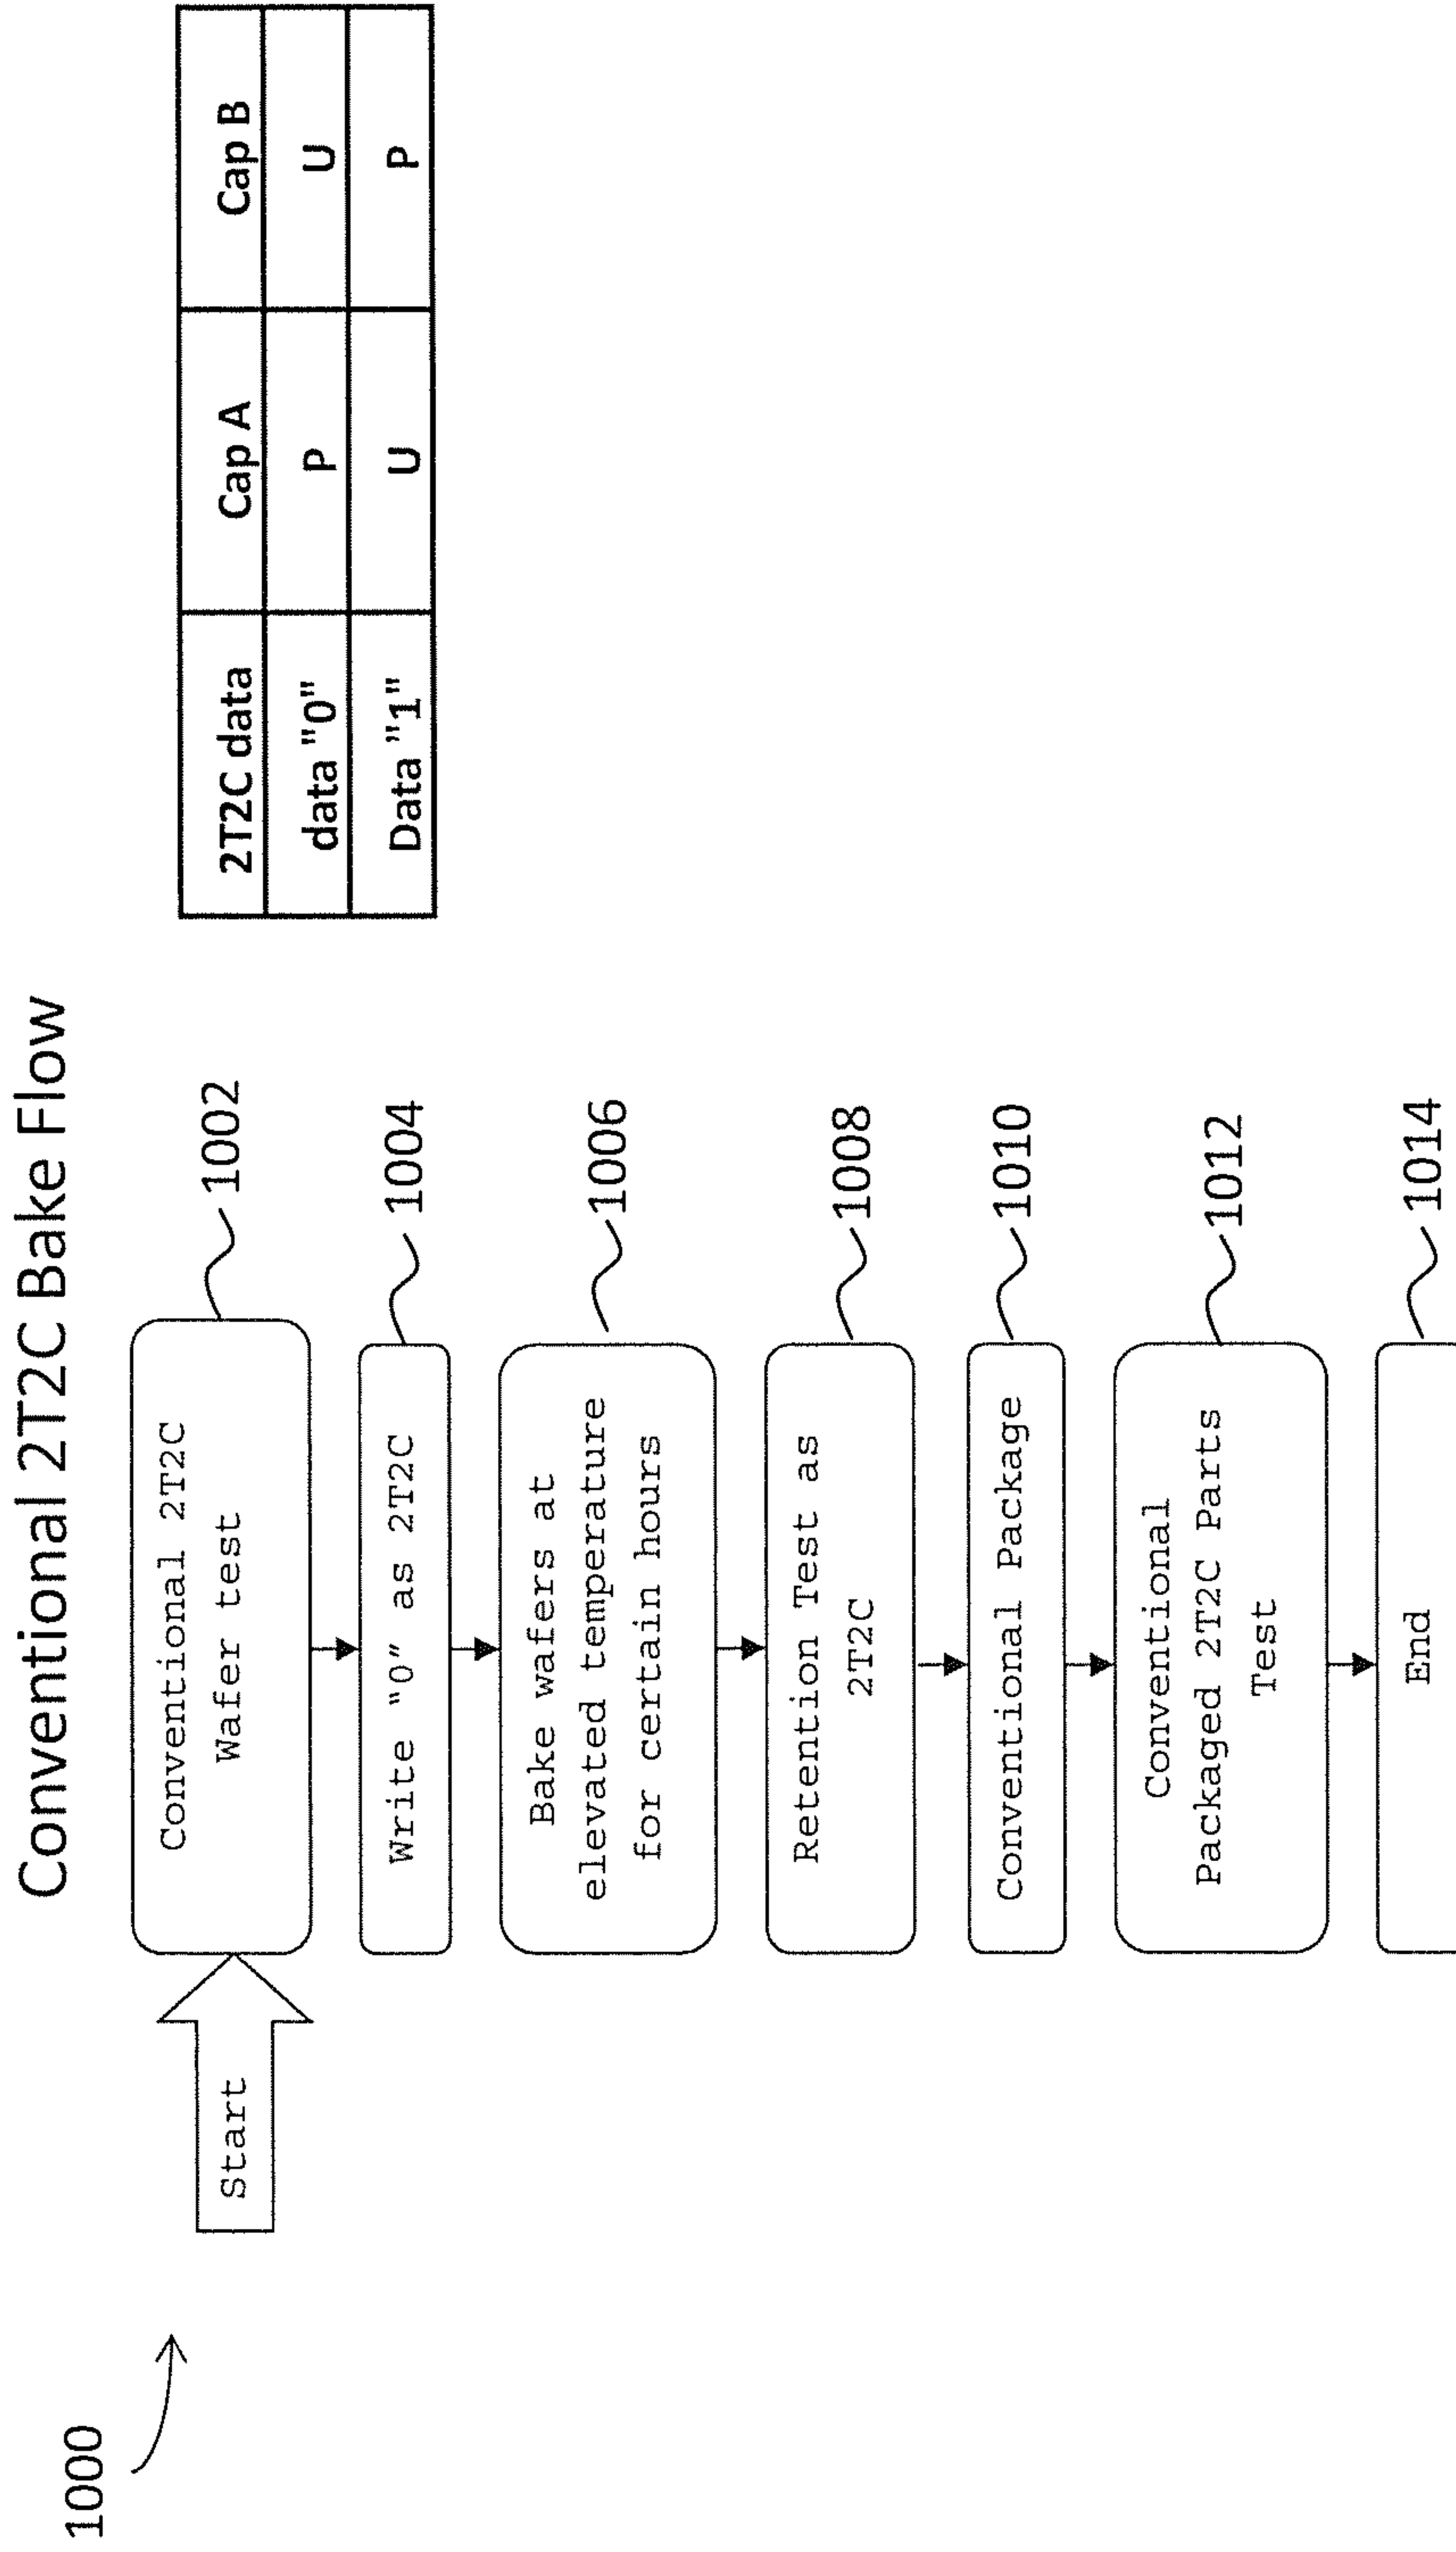 Conventional 2T2C Bake Flow
1000
Start
Conventional 2T2C
Wafer test
1002
Write "0" as 2T2C
1004
Bake wafers at
elevated temperature
for certain hours
1006
Retention Test as
2T2C
1008
Conventional Package
1010
Conventional
Packaged 2T2C Parts
Test
1012
End
1014
2T2C data Cap A Cap B
data "0" P U
Data "1" U P